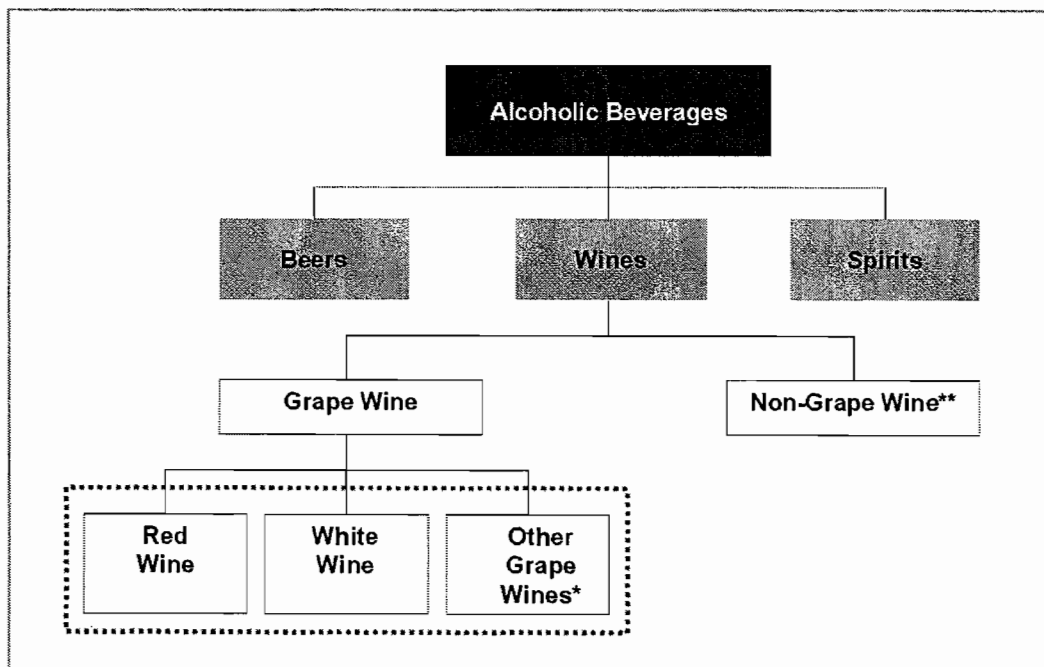 Alcoholic Beverages
Beers
Wines
Spirits
Grape Wine
Non-Grape Wine**
Red
Wine
White
Wine
Other
Grape
Wines*